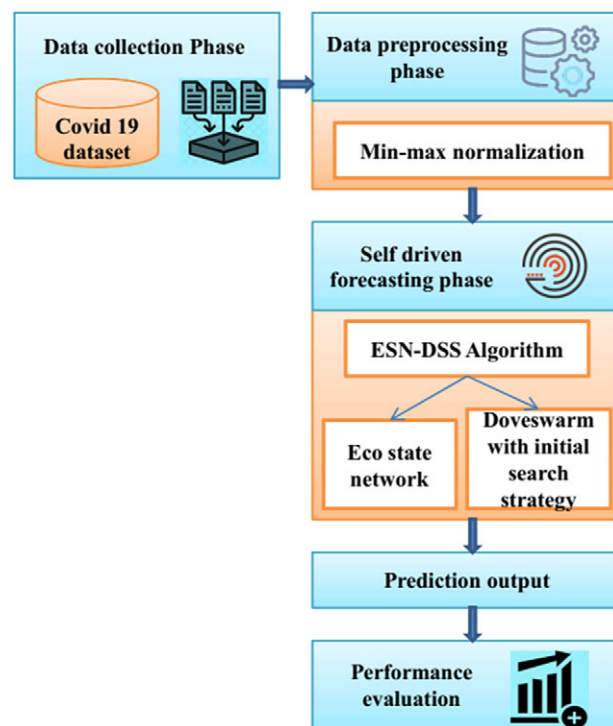 Data collection Phase
Covid 19
dataset
Data preprocessing
phase
Min-max normalization
Self driven
forecasting phase
ESN-DSS Algorithm
Eco state
network
Doveswarm
with initial
search
strategy
Prediction output
Performance
evaluation